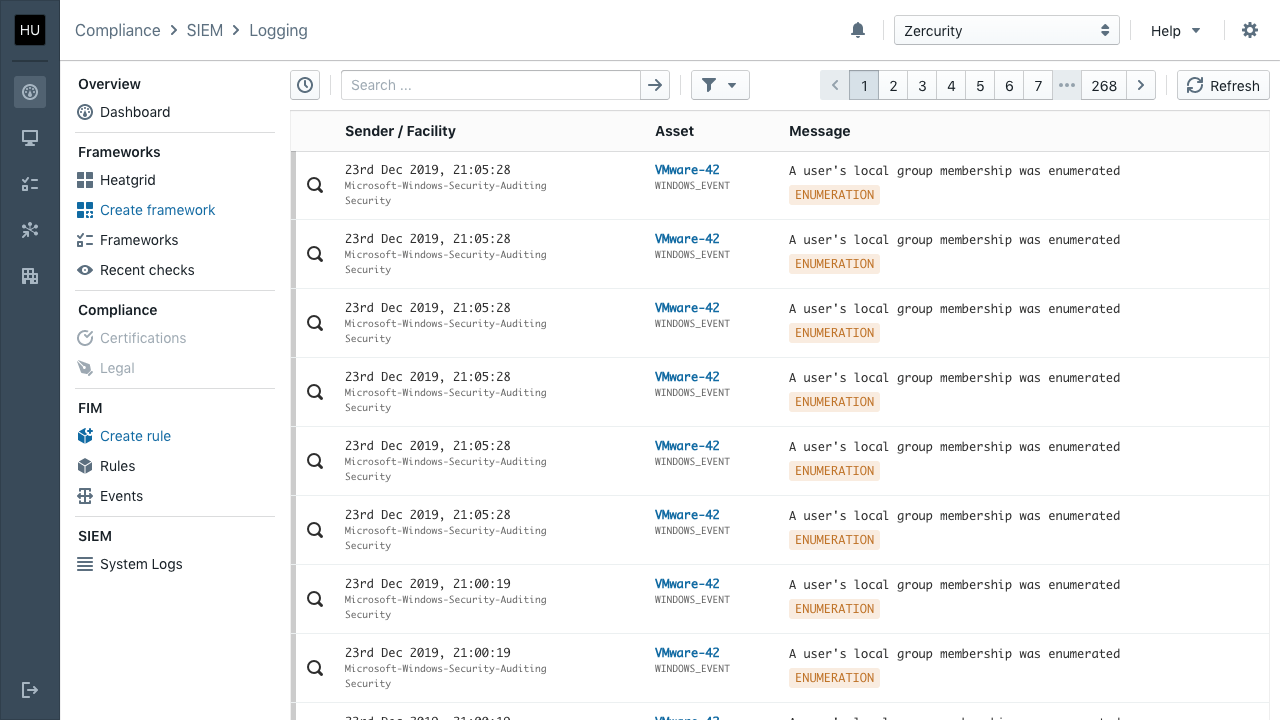 HU
Compliance > SIEM > Logging
Zercurity
Help
Overview
Dashboard
Frameworks
Heatgrid
Create framework
Frameworks
Recent checks
Compliance
Certifications
Legal
FIM
Create rule
Rules
Events
SIEM
System Logs
Search ...
1 2 3 4 5 6 7 ••• 268
Refresh
Sender / Facility Asset Message
23rd Dec 2019, 21:05:28 VMware-42 A user's local group membership was enumerated
Microsoft-Windows-Security-Auditing WINDOWS_EVENT ENUMERATION
Security
23rd Dec 2019, 21:05:28 VMware-42 A user's local group membership was enumerated
Microsoft-Windows-Security-Auditing WINDOWS_EVENT ENUMERATION
Security
23rd Dec 2019, 21:05:28 VMware-42 A user's local group membership was enumerated
Microsoft-Windows-Security-Auditing WINDOWS_EVENT ENUMERATION
Security
23rd Dec 2019, 21:05:28 VMware-42 A user's local group membership was enumerated
Microsoft-Windows-Security-Auditing WINDOWS_EVENT ENUMERATION
Security
23rd Dec 2019, 21:05:28 VMware-42 A user's local group membership was enumerated
Microsoft-Windows-Security-Auditing WINDOWS_EVENT ENUMERATION
Security
23rd Dec 2019, 21:05:28 VMware-42 A user's local group membership was enumerated
Microsoft-Windows-Security-Auditing WINDOWS_EVENT ENUMERATION
Security
23rd Dec 2019, 21:00:19 VMware-42 A user's local group membership was enumerated
Microsoft-Windows-Security-Auditing WINDOWS_EVENT ENUMERATION
Security
23rd Dec 2019, 21:00:19 VMware-42 A user's local group membership was enumerated
Microsoft-Windows-Security-Auditing WINDOWS_EVENT ENUMERATION
Security